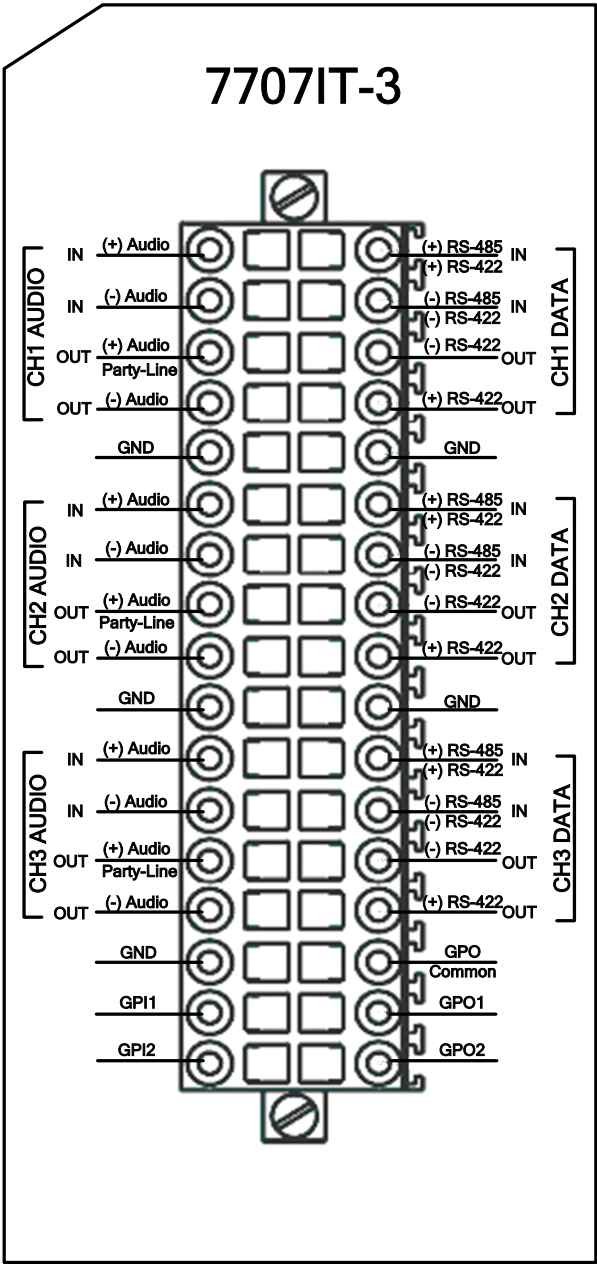 7707IT-3
CH1 AUDIO
IN (+) Audio
IN (-) Audio
OUT (+) Audio
Party-Line
OUT (-) Audio
GND
CH2 AUDIO
IN (+) Audio
IN (-) Audio
OUT (+) Audio
Party-Line
OUT (-) Audio
GND
CH3 AUDIO
IN (+) Audio
IN (-) Audio
OUT (+) Audio
Party-Line
OUT (-) Audio
GND
GPI1
GPI2
(+) RS-485 IN
(+) RS-422
(-) RS-485 IN
(-) RS-422
(-) RS-422 OUT
(+) RS-422 OUT
CH1 DATA
GND
(+) RS-485 IN
(+) RS-422
(-) RS-485 IN
(-) RS-422
(-) RS-422 OUT
(+) RS-422 OUT
CH2 DATA
GND
(+) RS-485 IN
(+) RS-422
(-) RS-485 IN
(-) RS-422
(-) RS-422 OUT
(+) RS-422 OUT
CH3 DATA
GPO
Common
GPO1
GPO2